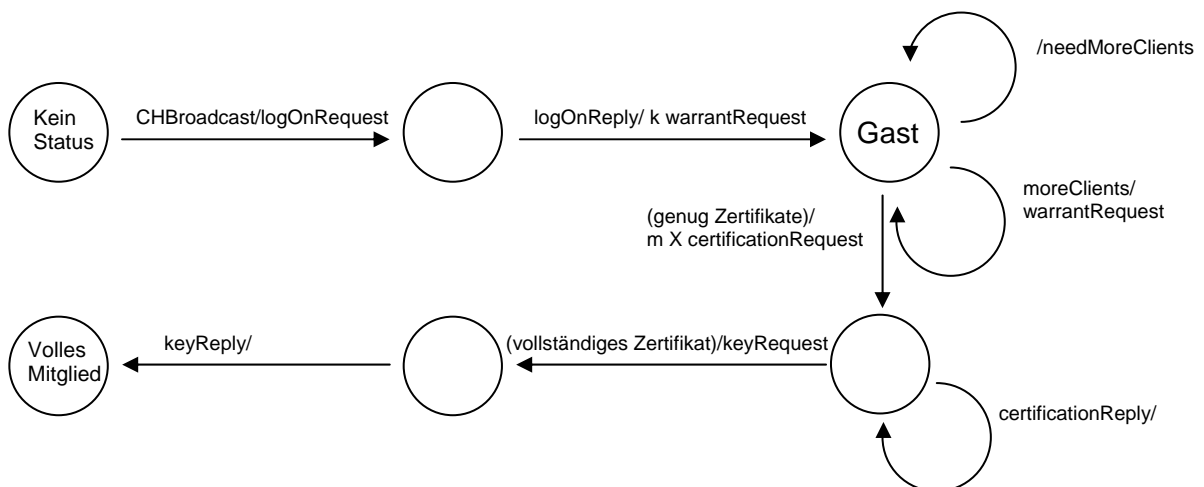 /needMoreClients
Kein
Status
CHBroadcast/logOnRequest
logOnReply/ k warrantRequest
Gast
moreClients/
warrantRequest
(genug Zertifikate)/
m X certificationRequest
Volles
Mitglied
keyReply/
(vollständiges Zertifikat)/keyRequest
certificationReply/